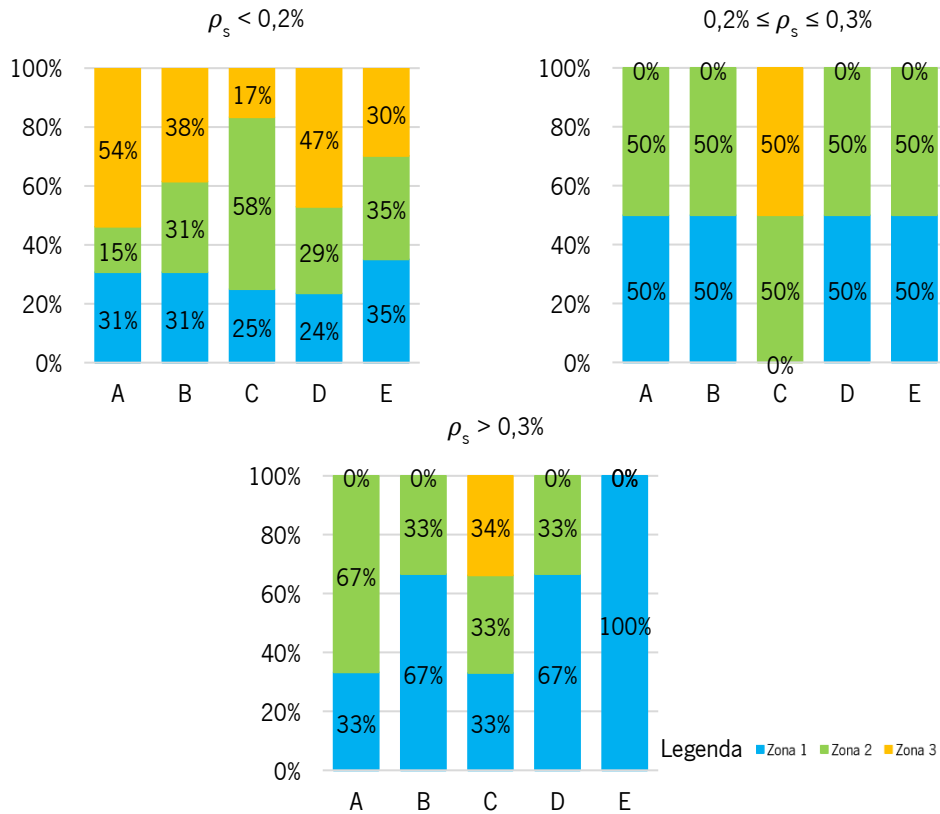 ρs < 0,2%
100%
54% 38% 17% 47% 30%
80%
60%
15% 31% 58% 29% 35%
40%
31% 31% 25% 24% 35%
20%
0%
A B C D E
0,2% ≤ ρs ≤ 0,3%
100%
0% 0% 0% 0%
80%
50% 50% 50% 50% 50%
60%
40%
50% 50% 50% 50% 50%
20%
0%
0%
A B C D E
ρs > 0,3%
100%
0% 0% 0% 0%
80%
33% 34% 33%
67%
60%
33% 100%
40%
67% 67%
20%
33% 33%
0%
A B C D E
Legenda Zona 1 Zona 2 Zona 3